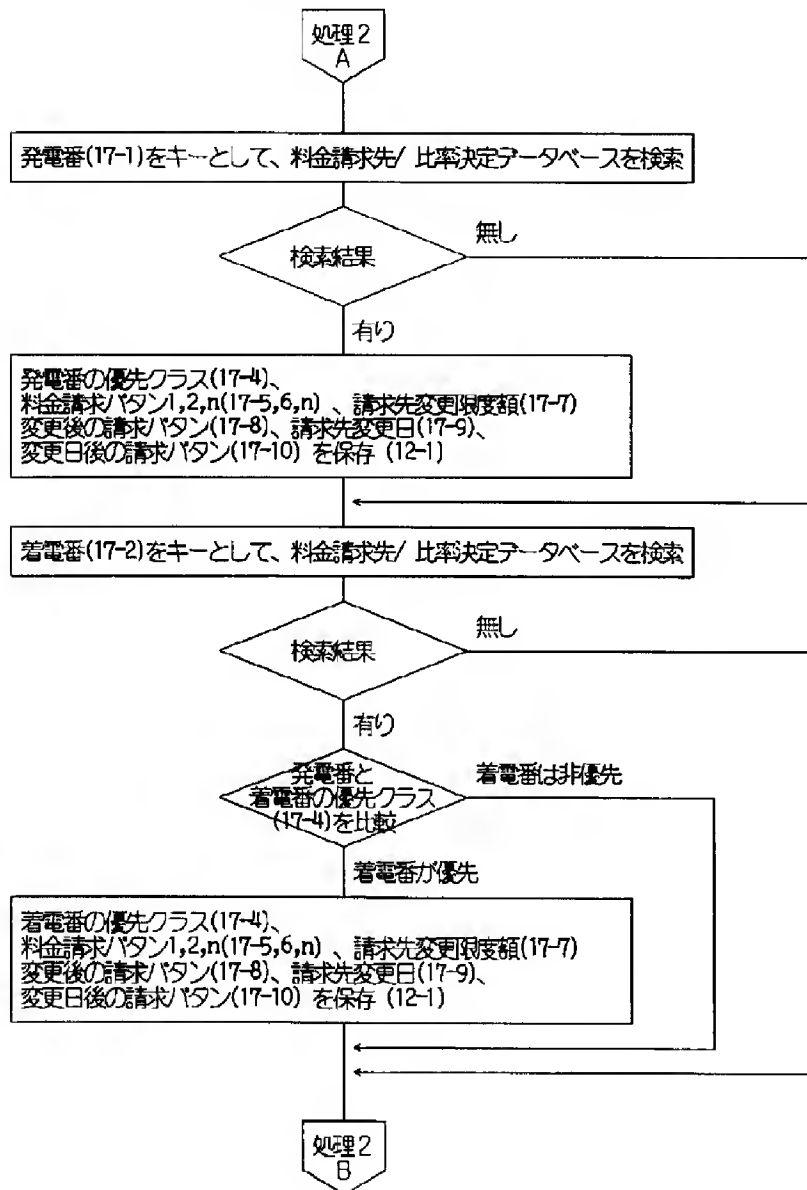 処理2
A
発電番(17-1)をキーとして、料金請求先/ 比率決定データベースを検索
検索結果
無し
有り
発電番の優先クラス(17-4)、
料金請求パタン1,2,n(17-5,6,n) 、請求先変更限度額(17-7)
変更後の請求パタン(17-8)、請求先変更日(17-9)、
変更日後の請求パタン(17-10) を保存 (12-1)
着電番(17-2)をキーとして、料金請求先/ 比率決定データベースを検索
検索結果
無し
有り
発電番と
着電番の優先クラス
(17-4)を比較
着電番は非優先
着電番が優先
着電番の優先クラス(17-4)、
料金請求パタン1,2,n(17-5,6,n) 、請求先変更限度額(17-7)
変更後の請求パタン(17-8)、請求先変更日(17-9)、
変更日後の請求パタン(17-10) を保存 (12-1)
処理2
B